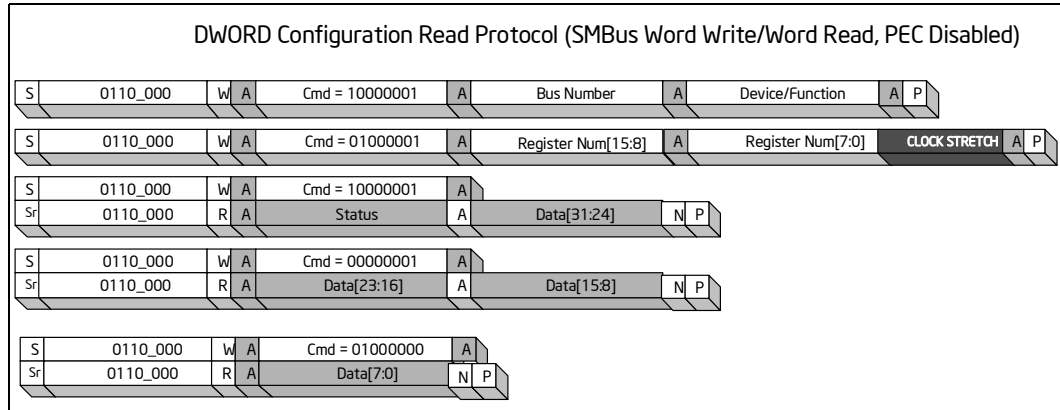 DWORD Configuration Read Protocol (SMBus Word Write/Word Read, PEC Disabled)
S 0110_000 W A Cmd = 10000001 A Bus Number A Device/Function A P
S 0110_000 W A Cmd = 01000001 A Register Num[15:8] A Register Num[7:0] CLOCK STRETCH A P
S 0110_000 W A Cmd = 10000001 A
Sr 0110_000 R A Status A Data[31:24] N P
S 0110_000 W A Cmd = 00000001 A
Sr 0110_000 R A Data[23:16] A Data[15:8] N P
S 0110_000 W A Cmd = 01000000 A
Sr 0110_000 R A Data[7:0] N P